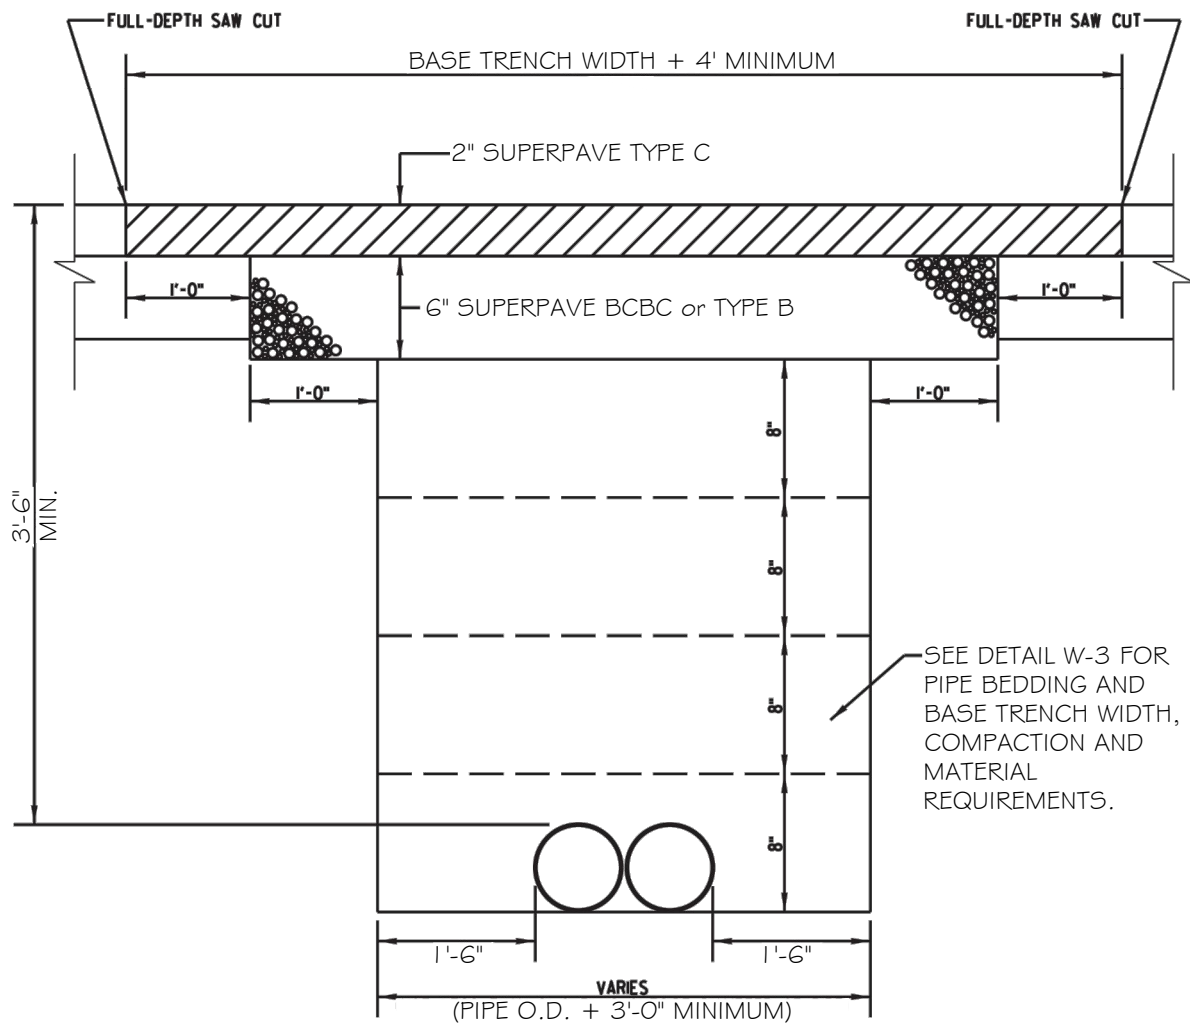 FULL-DEPTH SAW CUT
FULL-DEPTH SAW CUT
BASE TRENCH WIDTH + 4' MINIMUM
2" SUPERPAVE TYPE C
1'-0"
6" SUPERPAVE BCBC or TYPE B
1'-0"
1'-0"
1'-0"
8"
3'-6"
MIN.
8"
SEE DETAIL W-3 FOR
PIPE BEDDING AND
BASE TRENCH WIDTH,
COMPACTION AND
MATERIAL
REQUIREMENTS.
8"
8"
1'-6"
1'-6"
VARIES
(PIPE O.D. + 3'-0" MINIMUM)